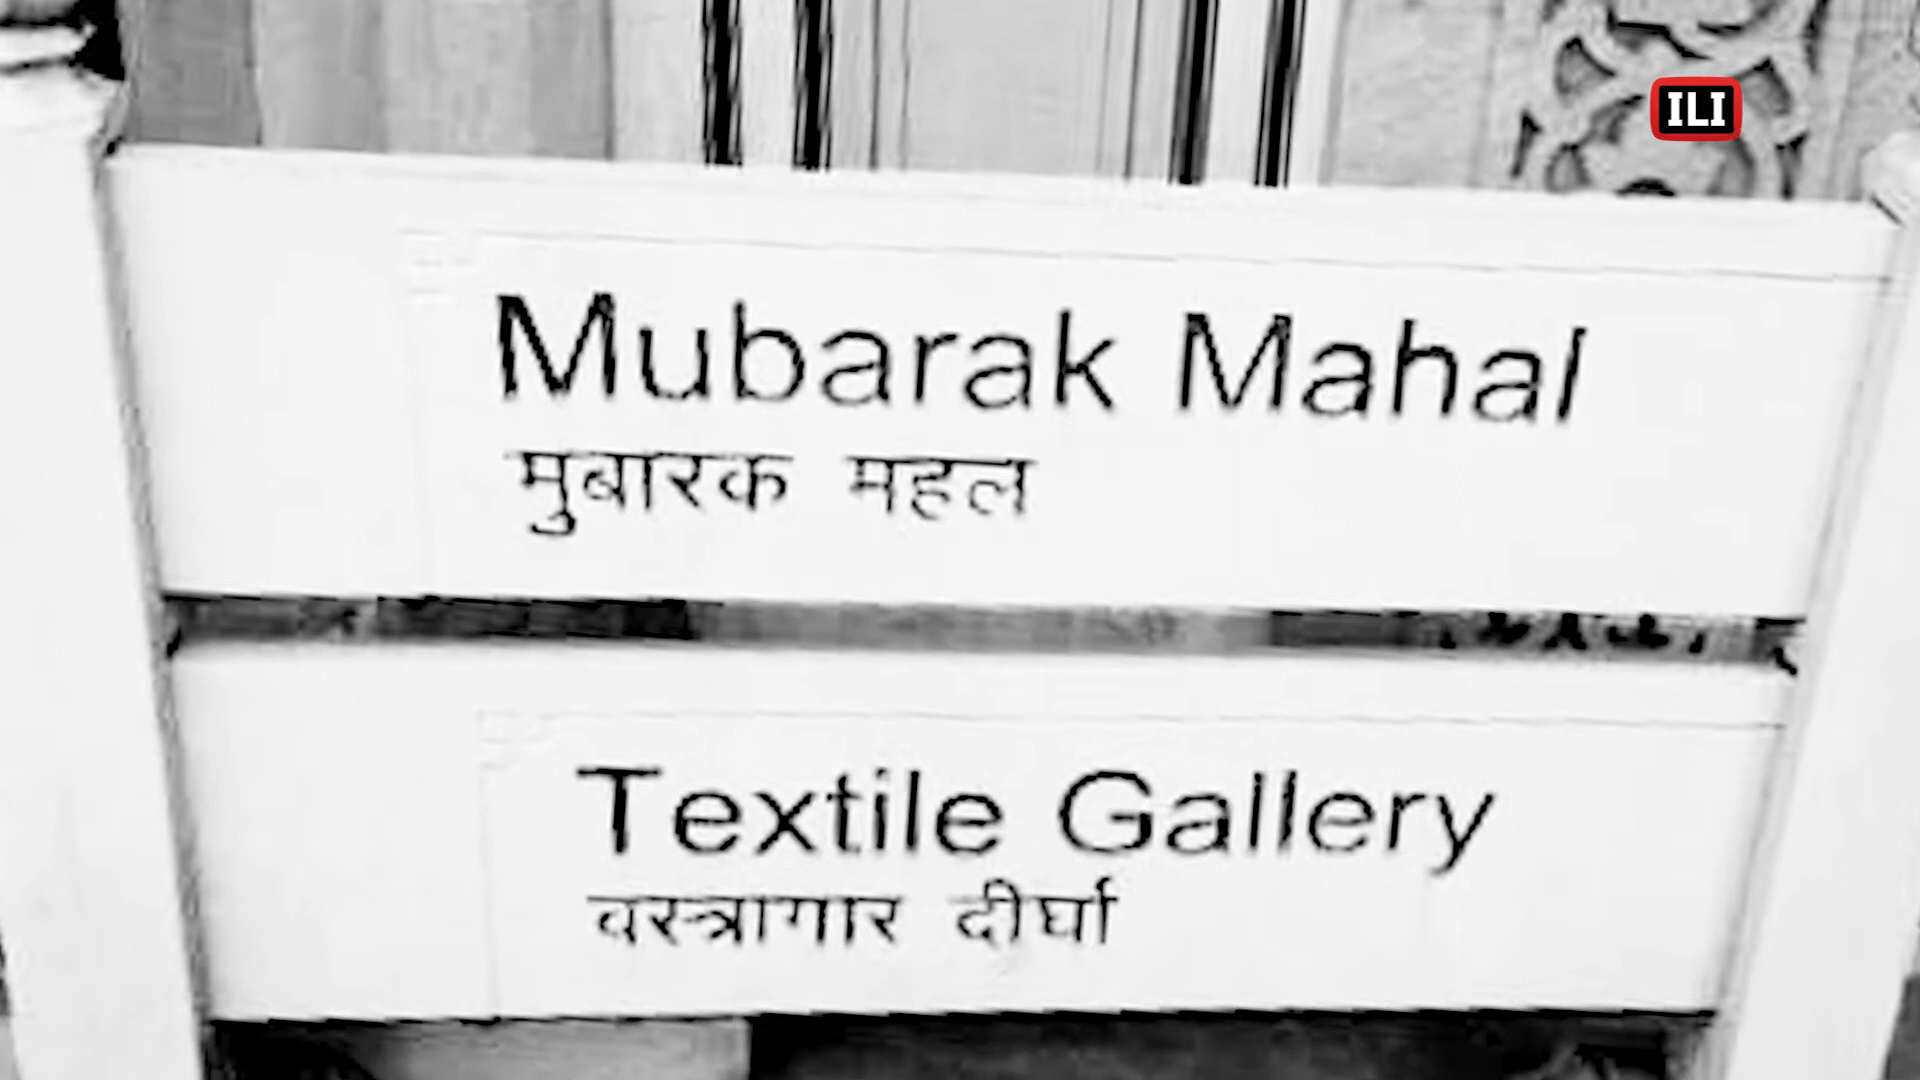 ILI
Mubarak Mahal
मुबारक महल
Textile Gallery
वस्त्रागार दीर्घा